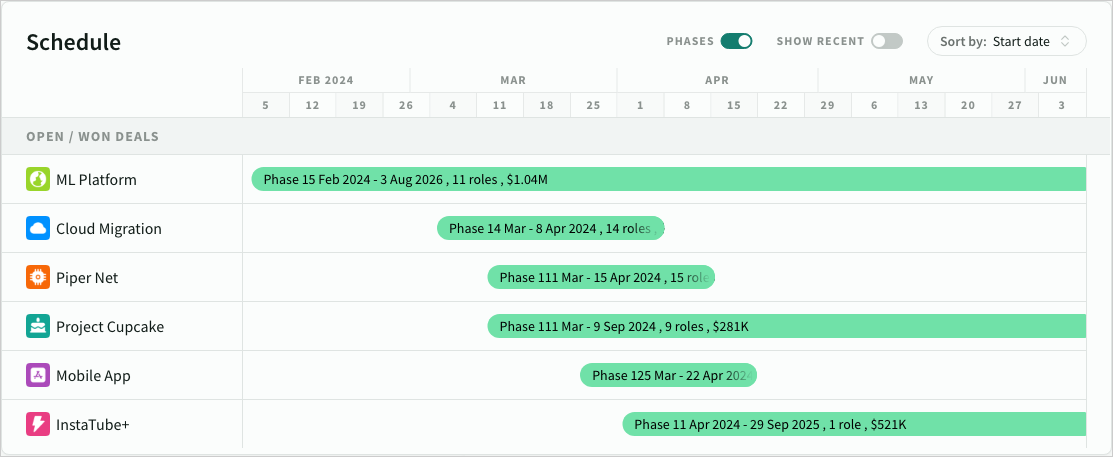 Schedule
PHASES
SHOW RECENT
Sort by: Start date
FEB 2024 MAR APR MAY JUN
5 12 19 26 4 11 18 25 1 8 15 22 29 6 13 20 27 3
OPEN / WON DEALS
ML Platform
Phase 15 Feb 2024 - 3 Aug 2026 , 11 roles , $1.04M
Cloud Migration
Phase 14 Mar - 8 Apr 2024 , 14 roles ,
Piper Net
Phase 111 Mar - 15 Apr 2024 , 15 role
Project Cupcake
Phase 111 Mar - 9 Sep 2024 , 9 roles , $281K
Mobile App
Phase 125 Mar - 22 Apr 2024
InstaTube+
Phase 11 Apr 2024 - 29 Sep 2025 , 1 role , $521K